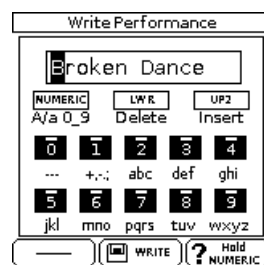 Write Performance
Broken Dance
NUMERIC LWR UP2
A/a 0_9 Delete Insert
0 1 2 3 4
--- +,-.; abc def ghi
5 6 7 8 9
jkl mno pqrs tuv wxyz
WRITE ? Hold NUMERIC